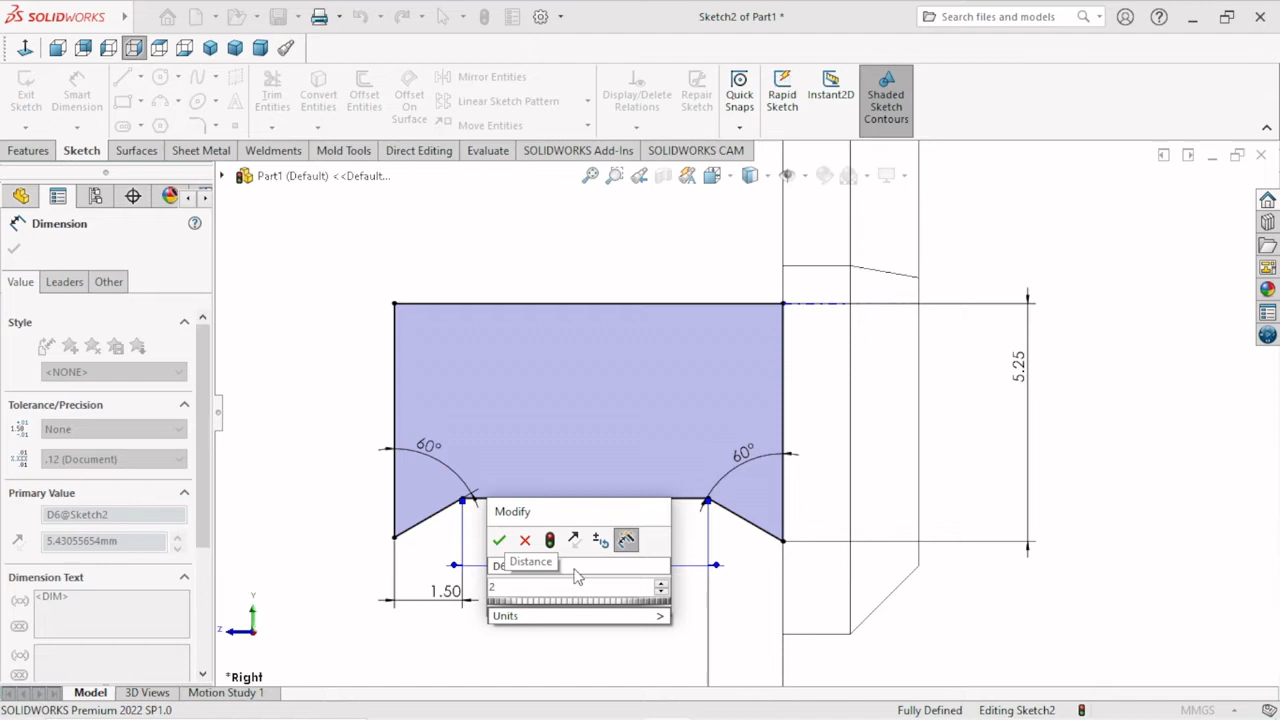 SOLIDWORKS
Sketch2 of Part1 *
Search files and models
Exit Sketch
Smart Dimension
Trim Entities
Convert Entities
Offset Entities
Offset On Surface
Mirror Entities
Linear Sketch Pattern
Move Entities
Display/Delete Relations
Repair Sketch
Quick Snaps
Rapid Sketch
Instant2D
Shaded Sketch Contours
Features
Sketch
Surfaces
Sheet Metal
Weldments
Mold Tools
Direct Editing
Evaluate
SOLIDWORKS Add-Ins
SOLIDWORKS CAM
Part1 (Default) <<Default...
Dimension
Value
Leaders
Other
Style
<NONE>
Tolerance/Precision
None
.12 (Document)
Primary Value
D6@Sketch2
5.43055654mm
Dimension Text
<DIM>
60°
60°
5.25
1.50
Modify
Distance
2
Units
Y
Z
*Right
Model
3D Views
Motion Study 1
SOLIDWORKS Premium 2022 SP1.0
Fully Defined
Editing Sketch2
MMGS